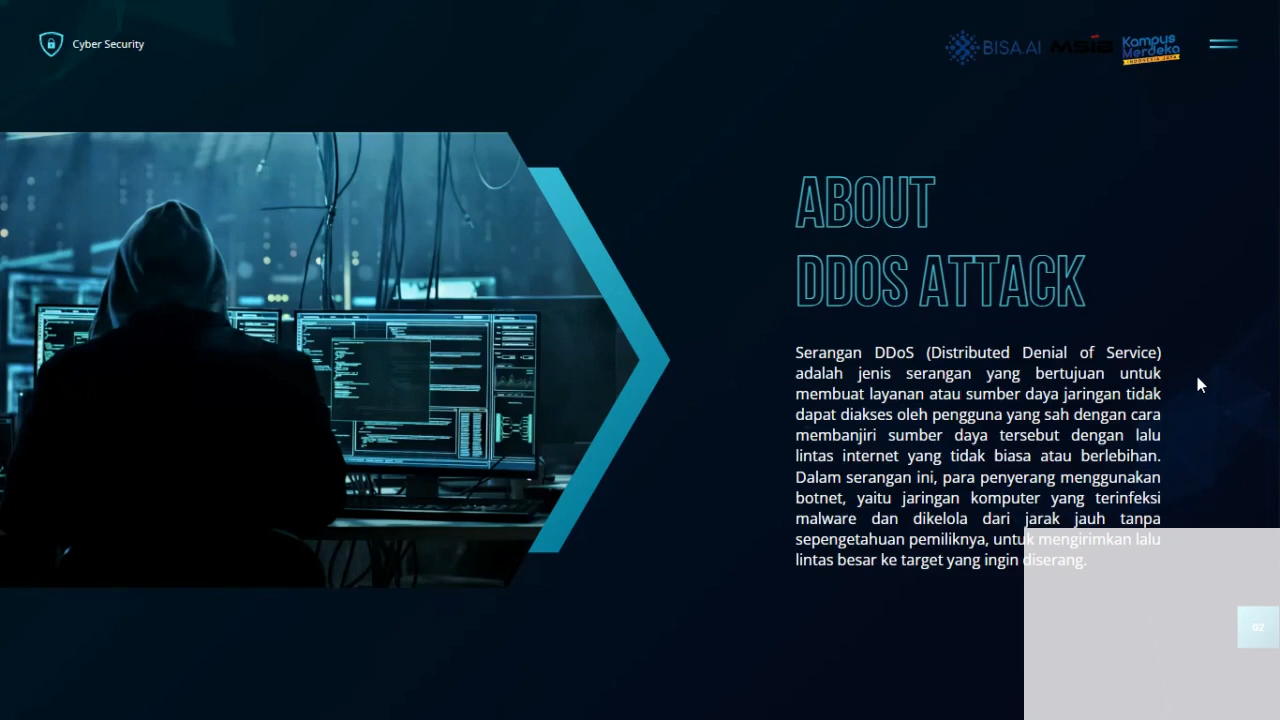 Cyber Security
BISA.AI
MSIB
Kampus
Merdeka
INDONESIA JAYA
ABOUT
DDOS ATTACK
Serangan DDoS (Distributed Denial of Service)
adalah jenis serangan yang bertujuan untuk
membuat layanan atau sumber daya jaringan tidak
dapat diakses oleh pengguna yang sah dengan cara
membanjiri sumber daya tersebut dengan lalu
lintas internet yang tidak biasa atau berlebihan.
Dalam serangan ini, para penyerang menggunakan
botnet, yaitu jaringan komputer yang terinfeksi
malware dan dikelola dari jarak jauh tanpa
sepengetahuan pemiliknya, untuk mengirimkan lalu
lintas besar ke target yang ingin diserang.
02